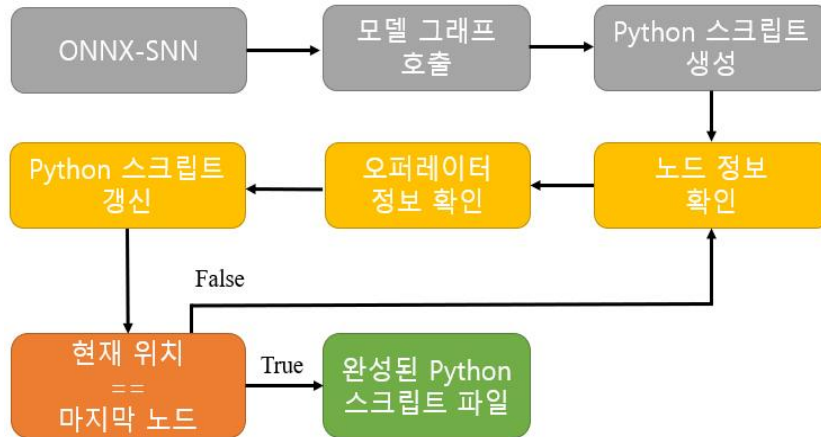 ONNX-SNN
모델 그래프
호출
Python 스크립트
생성
Python 스크립트
갱신
오퍼레이터
정보 확인
노드 정보
확인
False
현재 위치
==
마지막 노드
True
완성된 Python
스크립트 파일